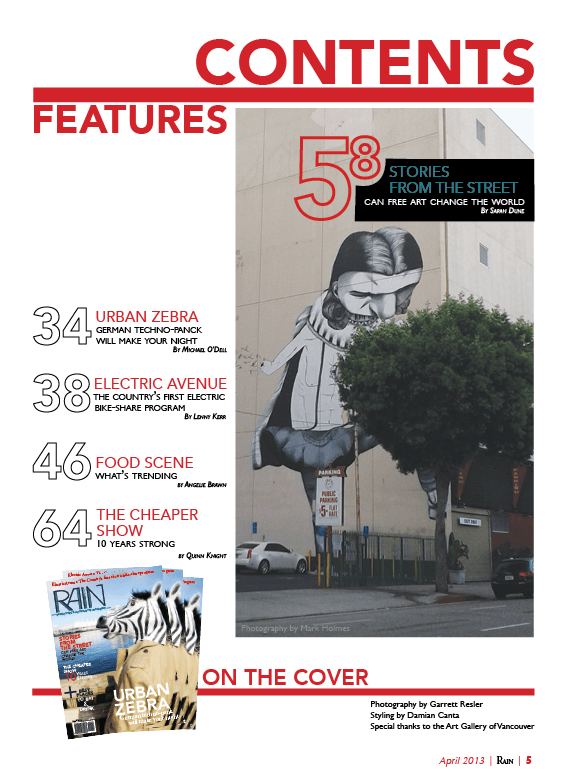 CONTENTS
FEATURES
58
STORIES
FROM THE STREET
CAN FREE ART CHANGE THE WORLD
By Sarah Dune
34
URBAN ZEBRA
GERMAN TECHNO-PANCK
WILL MAKE YOUR NIGHT
By Michael O'Dell
38
ELECTRIC AVENUE
THE COUNTRY'S FIRST ELECTRIC
BIKE-SHARE PROGRAM
By Lenny Kerr
46
FOOD SCENE
WHAT'S TRENDING
BY Angelie Brawn
64
THE CHEAPER
SHOW
10 YEARS STRONG
BY Quinn Knight
PARKING
PUBLIC
PARKING
$5 FLAT
RATE
Photography by Mark Holmes
RAIN
STORIES
FROM
THE STREET
THE CHEAPER
SHOW
URBAN
ZEBRA
ON THE COVER
Photography by Garrett Resler
Styling by Damian Canta
Special thanks to the Art Gallery of Vancouver
April 2013 | RAIN | 5